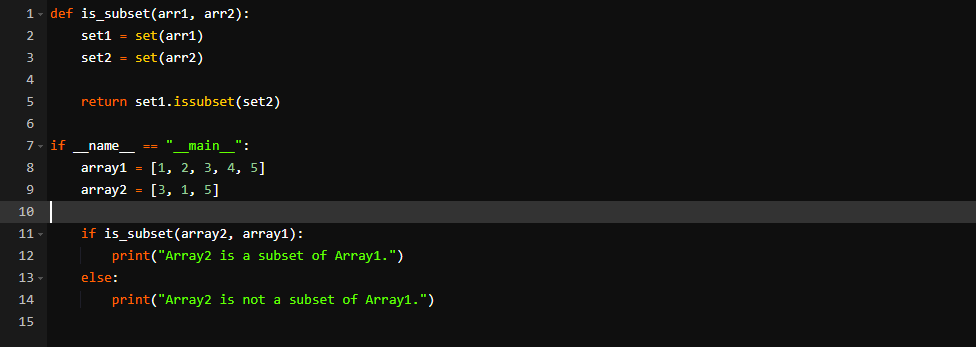 1 def is_subset(arr1, arr2):
2     set1 = set(arr1)
3     set2 = set(arr2)
4
5     return set1.issubset(set2)
6
7 if __name__ == "__main__":
8     array1 = [1, 2, 3, 4, 5]
9     array2 = [3, 1, 5]
10
11     if is_subset(array2, array1):
12         print("Array2 is a subset of Array1.")
13     else:
14         print("Array2 is not a subset of Array1.")
15